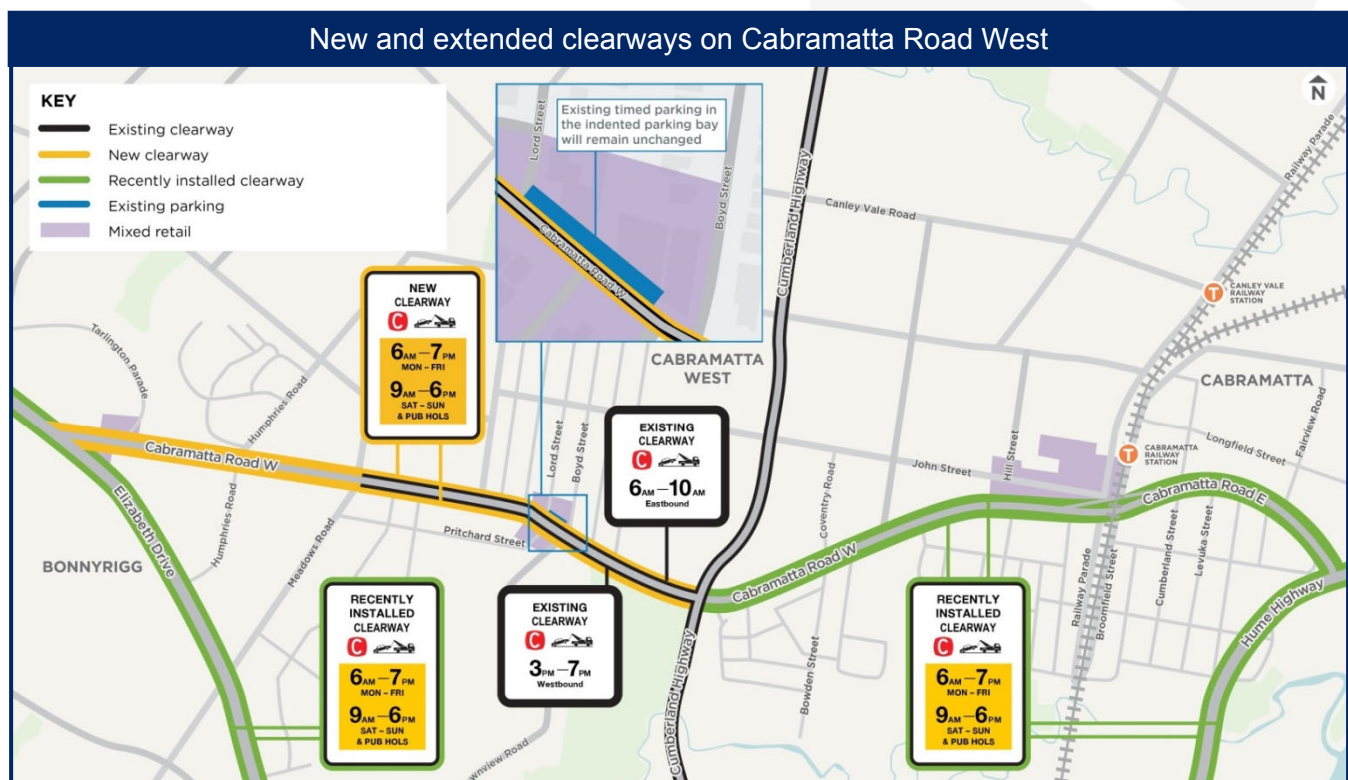 New and extended clearways on Cabramatta Road West
KEY
Existing clearway
New clearway
Recently installed clearway
Existing parking
Mixed retail
Existing timed parking in
the indented parking bay
will remain unchanged
Lord Street
Boyd Street
Cabramatta Road W
N
Railway Parade
Cumberland Highway
Canley Vale Road
T
CANLEY VALE
RAILWAY
STATION
NEW
CLEARWAY
C
6AM—7PM
MON – FRI
9AM—6PM
SAT – SUN
& PUB HOLS
CABRAMATTA
WEST
CABRAMATTA
Tarlington Parade
Humphries Road
Lord Street
Boyd Street
EXISTING
CLEARWAY
C
6AM—10AM
Eastbound
Cabramatta Road W
John Street
Hill Street
T
CABRAMATTA
RAILWAY
STATION
Longfield Street
Fairview Road
Cabramatta Road E
Coventry Road
Elizabeth Drive
Humphries Road
Meadows Road
Pritchard Street
BONNYRIGG
Cabramatta Road W
Cumberland Street
Levuka Street
Railway Parade
Broomfield Street
Hume Highway
RECENTLY
INSTALLED
CLEARWAY
C
6AM—7PM
MON – FRI
9AM—6PM
SAT – SUN
& PUB HOLS
EXISTING
CLEARWAY
C
3PM—7PM
Westbound
Cumberland Highway
Bowden Street
RECENTLY
INSTALLED
CLEARWAY
C
6AM—7PM
MON – FRI
9AM—6PM
SAT – SUN
& PUB HOLS
wnview Road